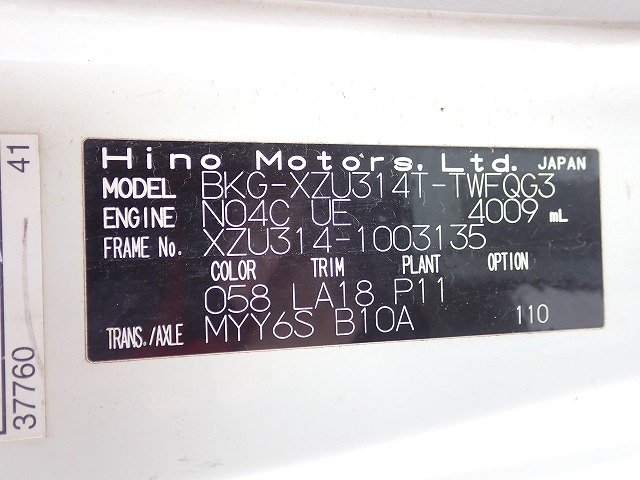 Hino Motors, Ltd. JAPAN
MODEL BKG-XZU314T-TWFQG3
ENGINE N04C UE 4009 mL
FRAME No. XZU314-1003135
COLOR TRIM PLANT OPTION
058 LA18 P11
TRANS./AXLE MYY6S B10A 110
37760 41